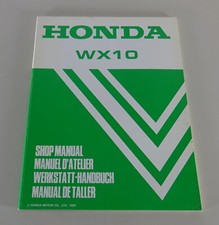 HONDA
WX10
SHOP MANUAL
MANUEL D'ATELIER
WERKSTATT-HANDBUCH
MANUAL DE TALLER